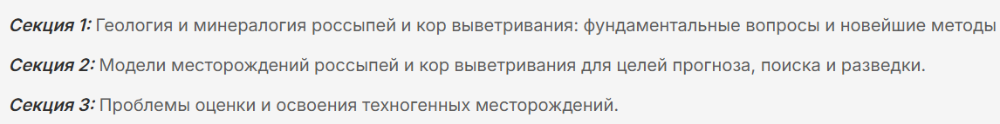 Секция 1: Геология и минералогия россыпей и кор выветривания: фундаментальные вопросы и новейшие методы
Секция 2: Модели месторождений россыпей и кор выветривания для целей прогноза, поиска и разведки.
Секция 3: Проблемы оценки и освоения техногенных месторождений.